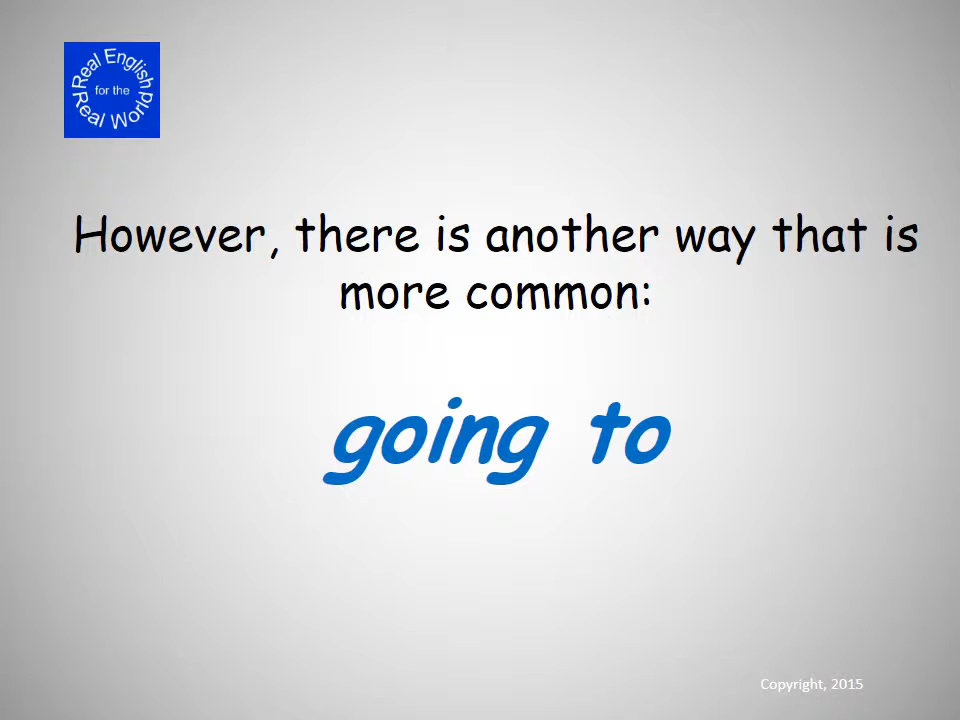 Real English
for the
Real World
However, there is another way that is
more common:
going to
Copyright, 2015